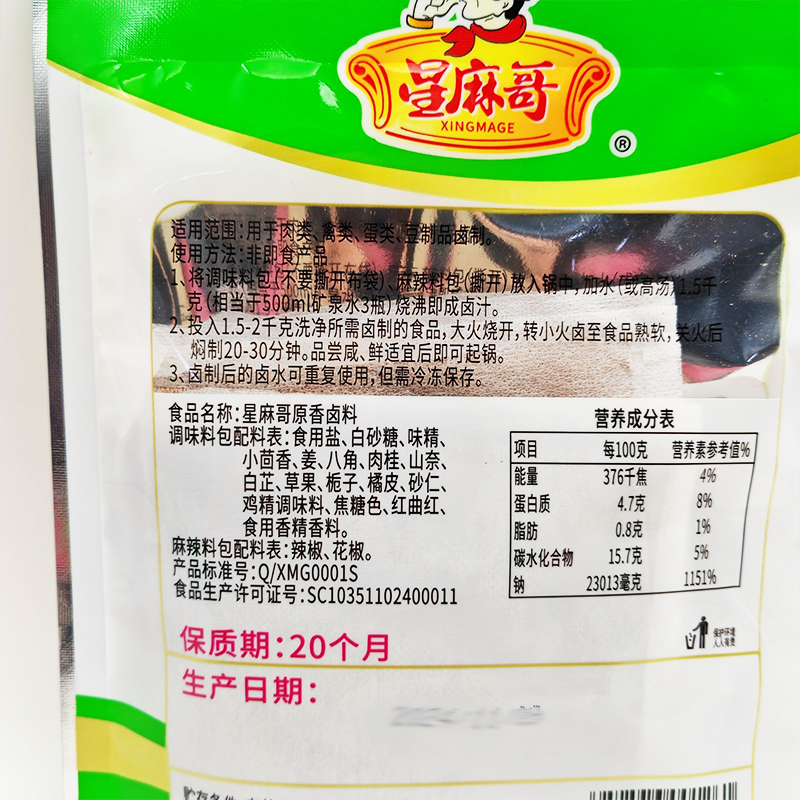 星麻哥
XINGMAGE
®
适用范围:用于肉类、禽类、蛋类、豆制品卤制。
使用方法:非即食产品
1、将调味料包(不要撕开布袋)、麻辣料包(撕开)放入锅中,加水(或高汤)1.5千
克(相当于500ml矿泉水3瓶)烧沸即成卤汁。
2、投入1.5-2千克洗净所需卤制的食品,大火烧开,转小火卤至食品熟软,关火后
焖制20-30分钟。品尝咸、鲜适宜后即可起锅。
3、卤制后的卤水可重复使用,但需冷冻保存。
食品名称:星麻哥原香卤料
调味料包配料表:食用盐、白砂糖、味精、
小茴香、姜、八角、肉桂、山奈、
白芷、草果、栀子、橘皮、砂仁、
鸡精调味料、焦糖色、红曲红、
食用香精香料。
麻辣料包配料表:辣椒、花椒。
产品标准号:Q/XMG0001S
食品生产许可证号:SC10351102400011
营养成分表
项目 每100克 营养素参考值%
能量 376千焦 4%
蛋白质 4.7克 8%
脂肪 0.8克 1%
碳水化合物 15.7克 5%
钠 23013毫克 1151%
保护环境
人人有责
保质期:20个月
生产日期:
贮存条件